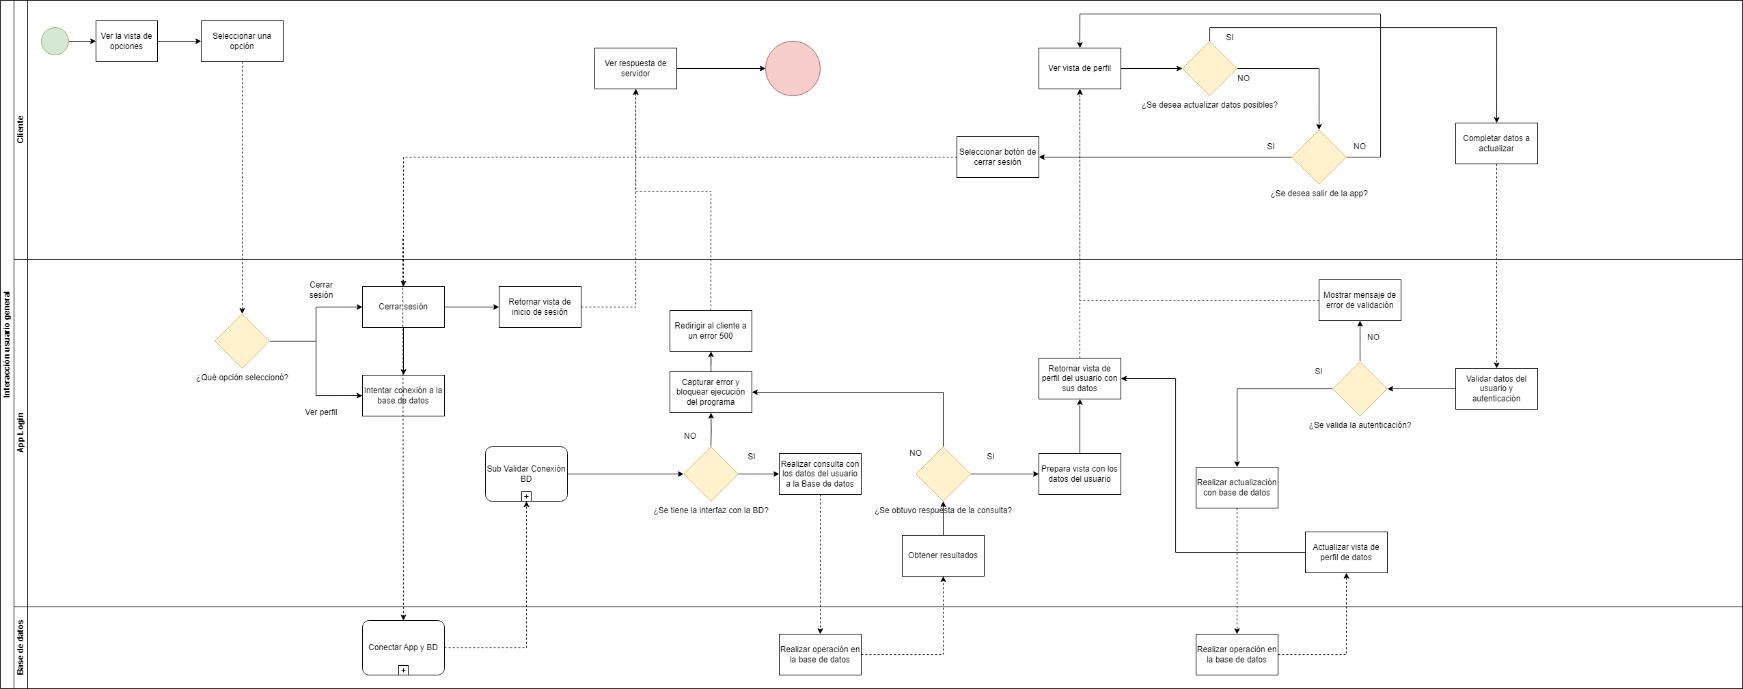 Interacción usuario general
Cliente
Ver la vista de
opciones
Seleccionar una
opción
Ver respuesta de
servidor
Ver vista de perfil
SI
NO
¿Se desea actualizar datos posibles?
Seleccionar botón de
cerrar sesión
SI
NO
¿Se desea salir de la app?
Completar datos a
actualizar
App Login
¿Qué opción seleccionó?
Cerrar
sesión
Ver perfil
Cerrar sesión
Retornar vista de
inicio de sesión
Intentar conexión a la
base de datos
Sub Validar Conexión
BD
Redirigir al cliente a
un error 500
Capturar error y
bloquear ejecución
del programa
NO
SI
¿Se tiene la interfaz con la BD?
Realizar consulta con
los datos del usuario
a la Base de datos
NO
SI
¿Se obtuvo respuesta de la consulta?
Obtener resultados
Retornar vista de
perfil del usuario con
sus datos
Prepara vista con los
datos del usuario
Mostrar mensaje de
error de validación
NO
SI
¿Se valida la autenticación?
Validar datos del
usuario y
autenticación
Realizar actualización
con base de datos
Actualizar vista de
perfil de datos
Base de datos
Conectar App y BD
Realizar operación en
la base de datos
Realizar operación en
la base de datos